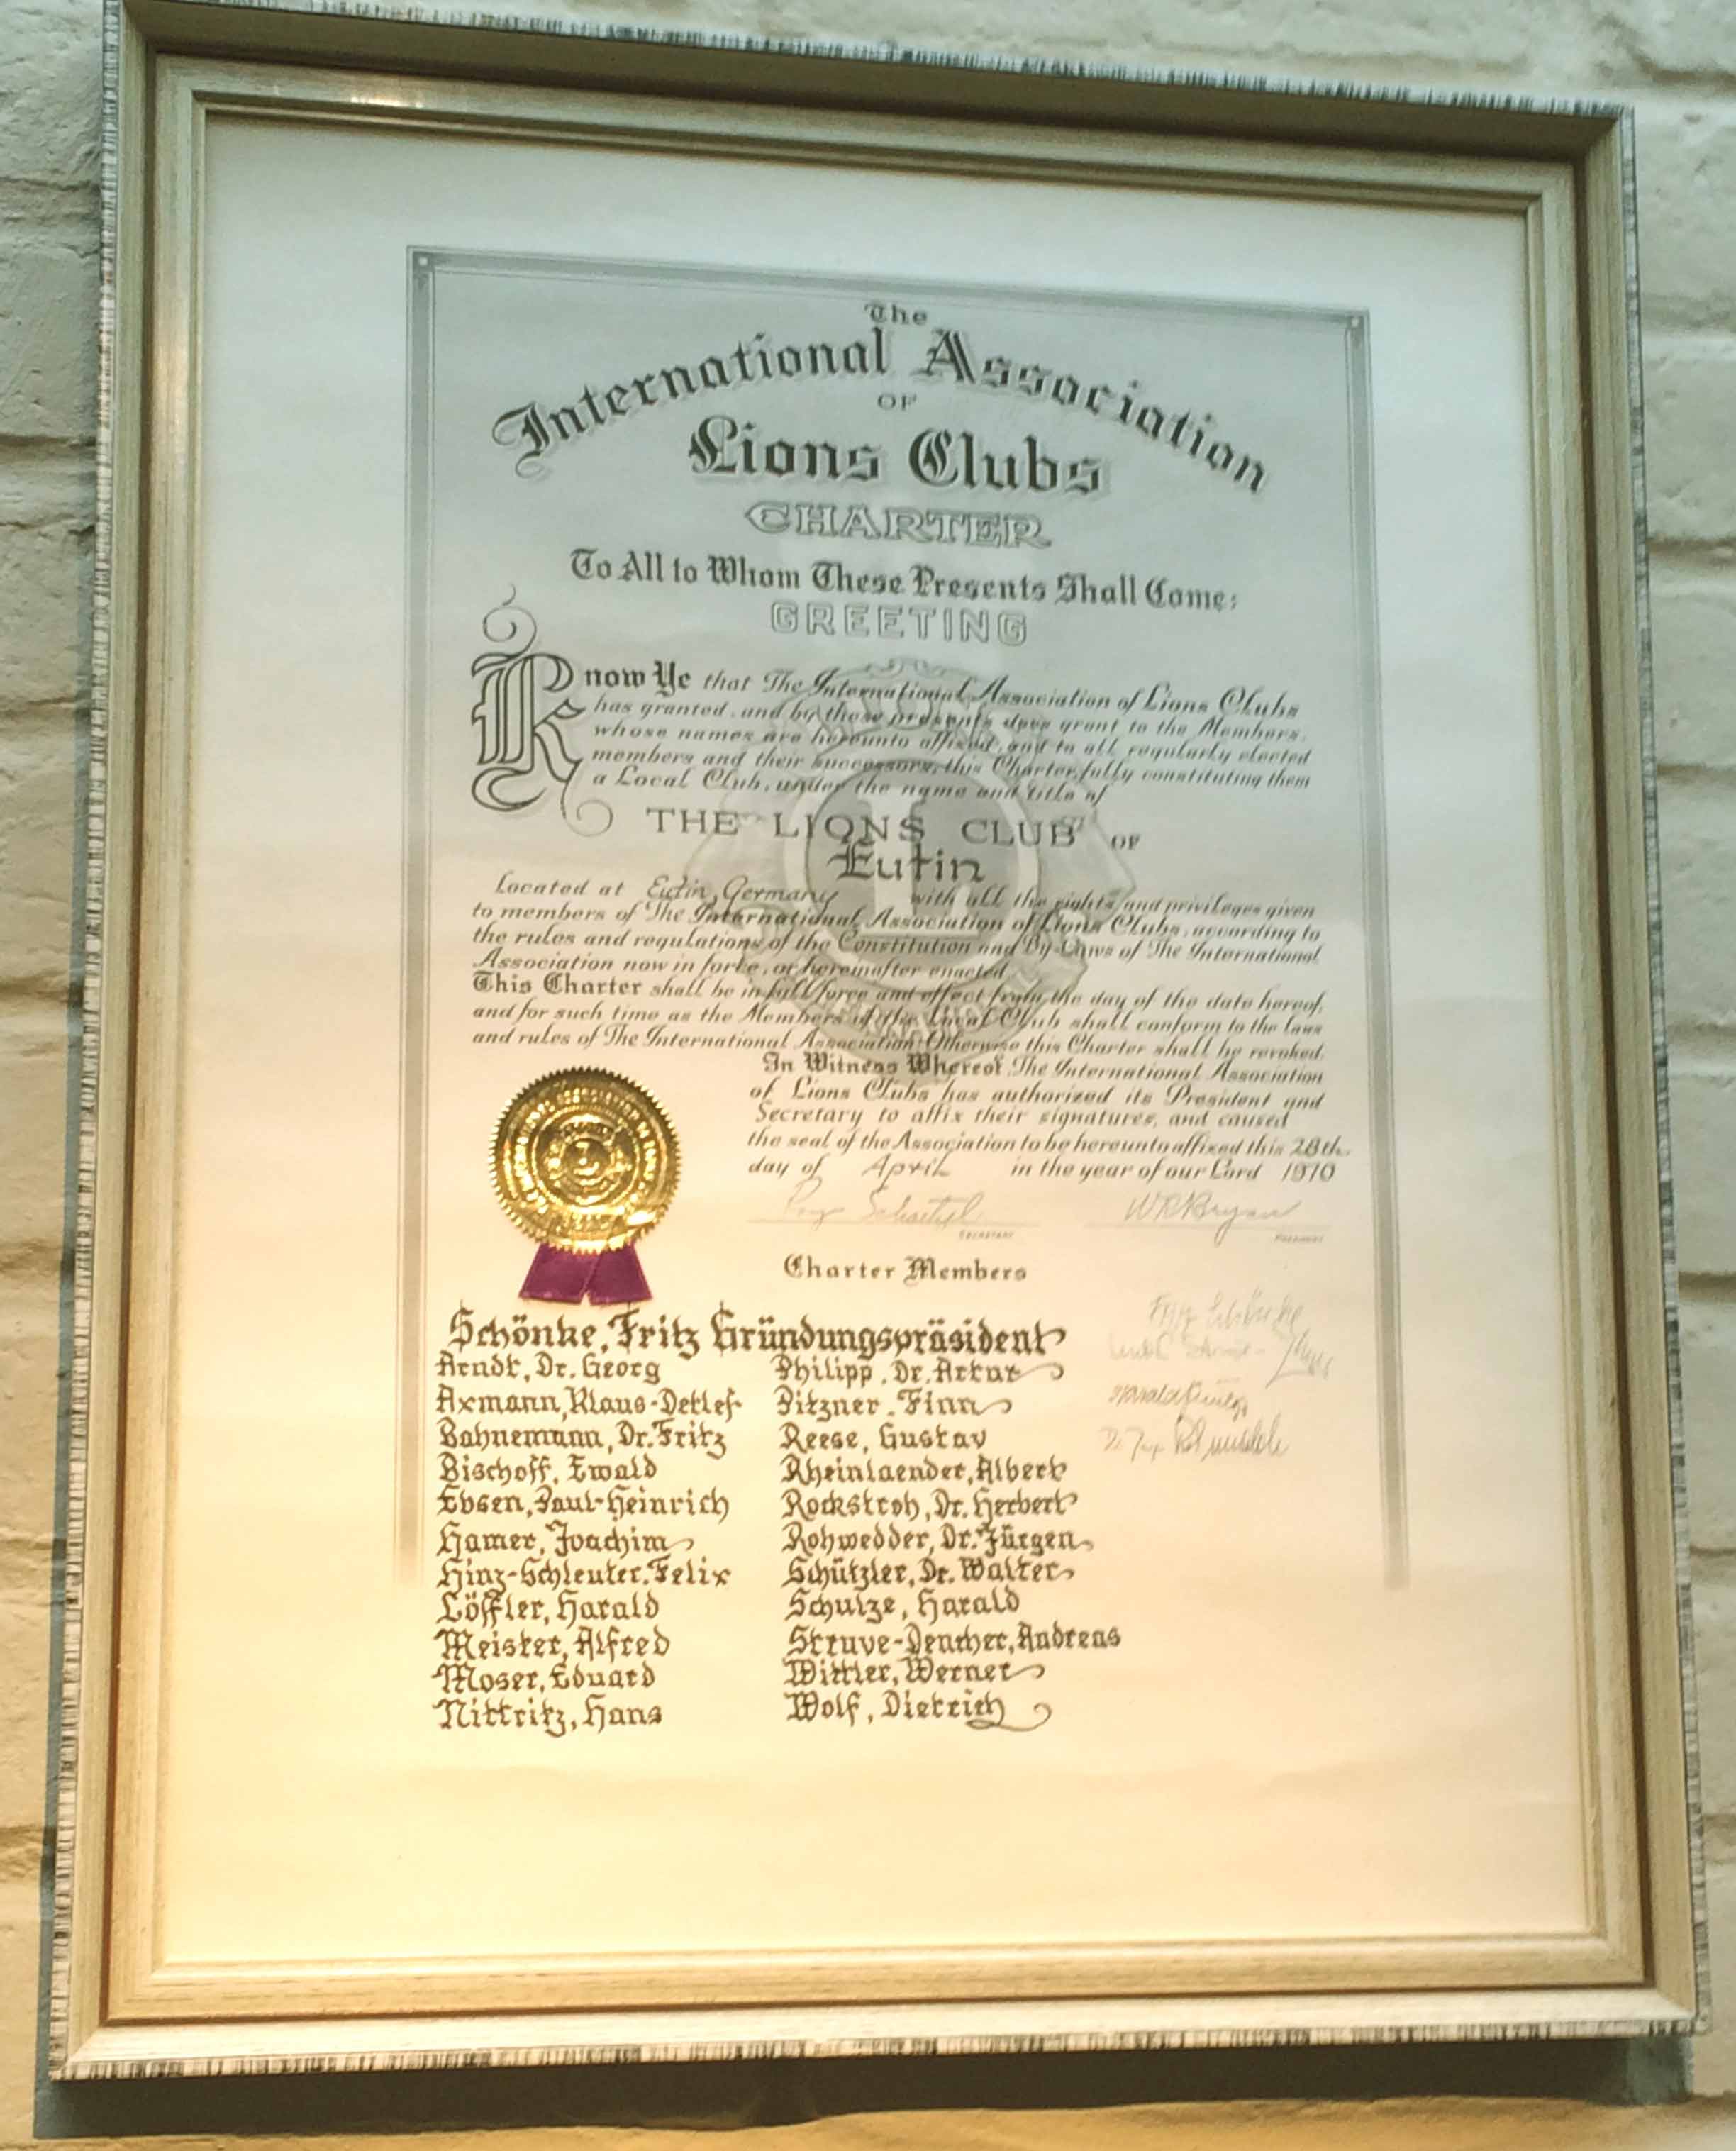 The
International Association
OF
Lions Clubs
CHARTER
To All to Whom These Presents Shall Come:
GREETING
Know Ye that The International Association of Lions Clubs
has granted, and by these presents does grant to the Members,
whose names are hereunto affixed, and to all regularly elected
members and their successors, this Charter, fully constituting them
a Local Club, under the name and title of
THE LIONS CLUB OF
Eutin
Located at Eutin, Germany with all the rights and privileges given
to members of The International Association of Lions Clubs, according to
the rules and regulations of the Constitution and By-Laws of The International
Association now in force, or hereinafter enacted.
This Charter shall be in full force and effect from the day of the date hereof,
and for such time as the Members of the Local Club shall conform to the laws
and rules of The International Association. Otherwise this Charter shall be revoked.
In Witness Whereof The International Association
of Lions Clubs has authorized its President and
Secretary to affix their signatures, and caused
the seal of the Association to be hereunto affixed this 28th
day of April in the year of our Lord 1970
WRBryan
SECRETARY PRESIDENT
Charter Members
Schönke, Fritz Gründungspräsident
Arndt, Dr. Georg
Axmann, Klaus-Detlef
Bahnemann, Dr. Fritz
Bischoff, Ewald
Ebsen, Paul-Heinrich
Hamer, Joachim
Hinz-Schleuter, Felix
Löffler, Harald
Meister, Alfred
Moser, Eduard
Nittritz, Hans
Philipp, Dr. Artur
Pitzner, Finn
Reese, Gustav
Rheinlaender, Albert
Rockstroh, Dr. Herbert
Rohwedder, Dr. Jürgen
Schützler, Dr. Walter
Schulze, Harald
Struve-Dencher, Andreas
Wittler, Werner
Wolf, Dietrich